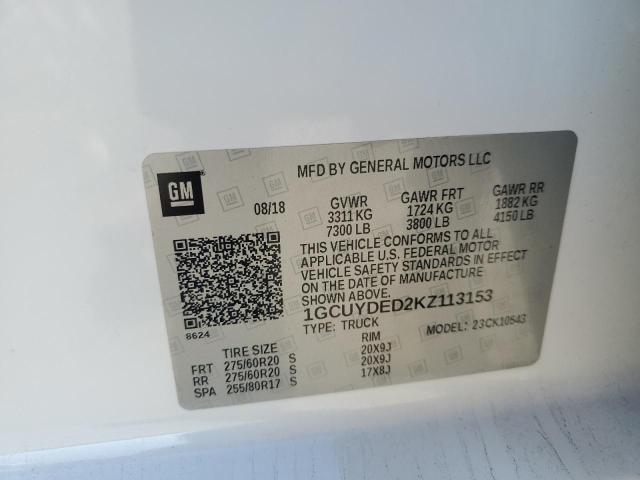 MFD BY GENERAL MOTORS LLC
GM
08/18 GVWR GAWR FRT GAWR RR
3311 KG 1724 KG 1882 KG
7300 LB 3800 LB 4150 LB
THIS VEHICLE CONFORMS TO ALL
APPLICABLE U.S. FEDERAL MOTOR
VEHICLE SAFETY STANDARDS IN EFFECT
ON THE DATE OF MANUFACTURE
SHOWN ABOVE.
1GCUYDED2KZ113153
8624
TYPE: TRUCK MODEL: 23CK10543
TIRE SIZE RIM
FRT 275/60R20 S 20X9J
RR 275/60R20 S 20X9J
SPA 255/80R17 S 17X8J